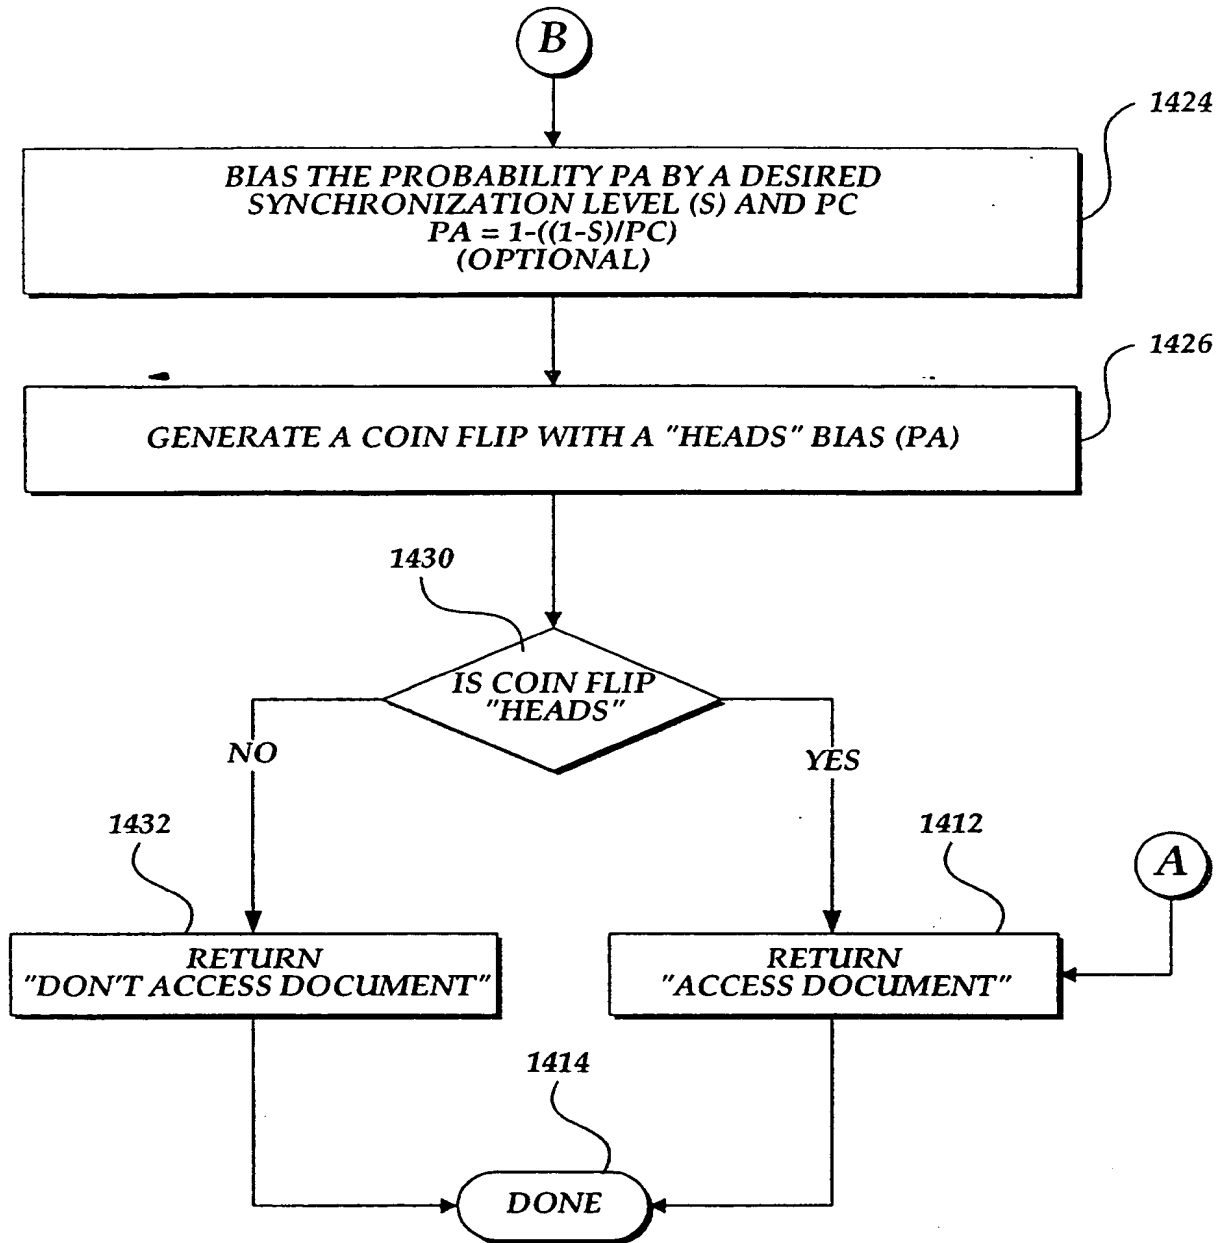 B
1424
BIAS THE PROBABILITY PA BY A DESIRED
SYNCHRONIZATION LEVEL (S) AND PC
PA = 1-((1-S)/PC)
(OPTIONAL)
1426
GENERATE A COIN FLIP WITH A "HEADS" BIAS (PA)
1430
IS COIN FLIP
"HEADS"
NO
YES
1432
1412
A
RETURN
"DON'T ACCESS DOCUMENT"
RETURN
"ACCESS DOCUMENT"
1414
DONE